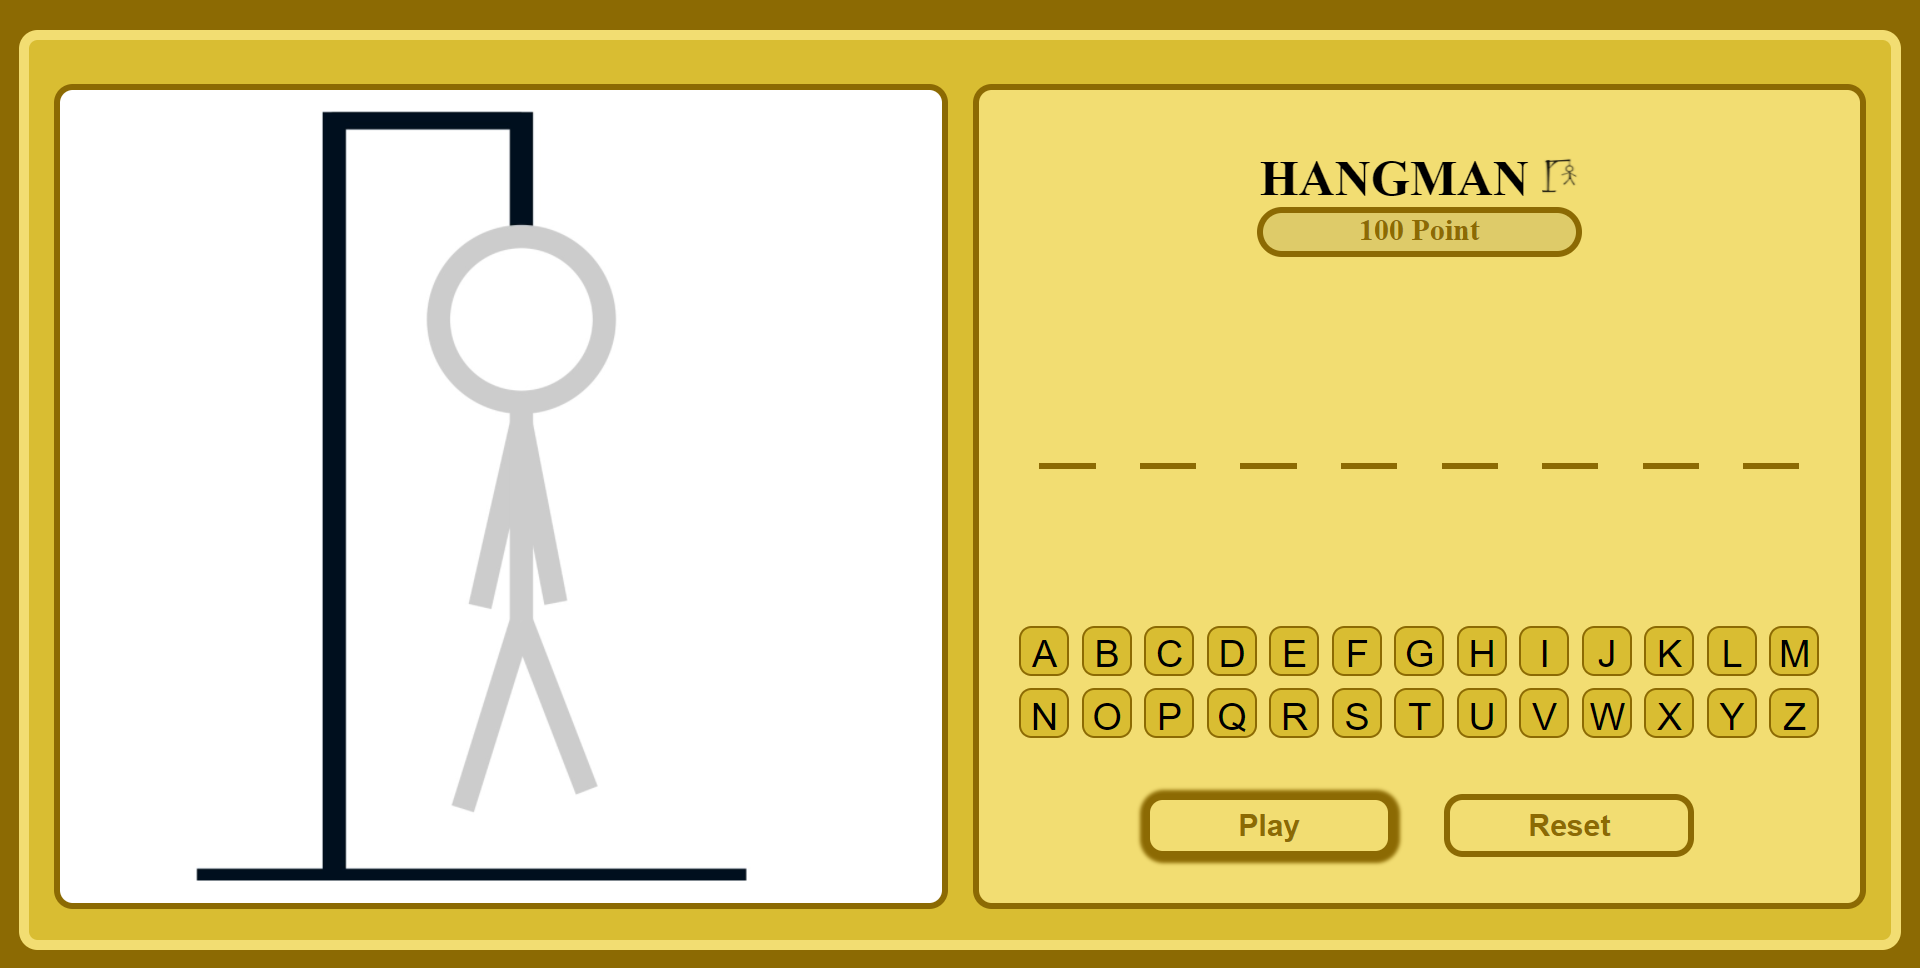 HANGMAN
100 Point
A B C D E F G H I J K L M
N O P Q R S T U V W X Y Z
Play Reset